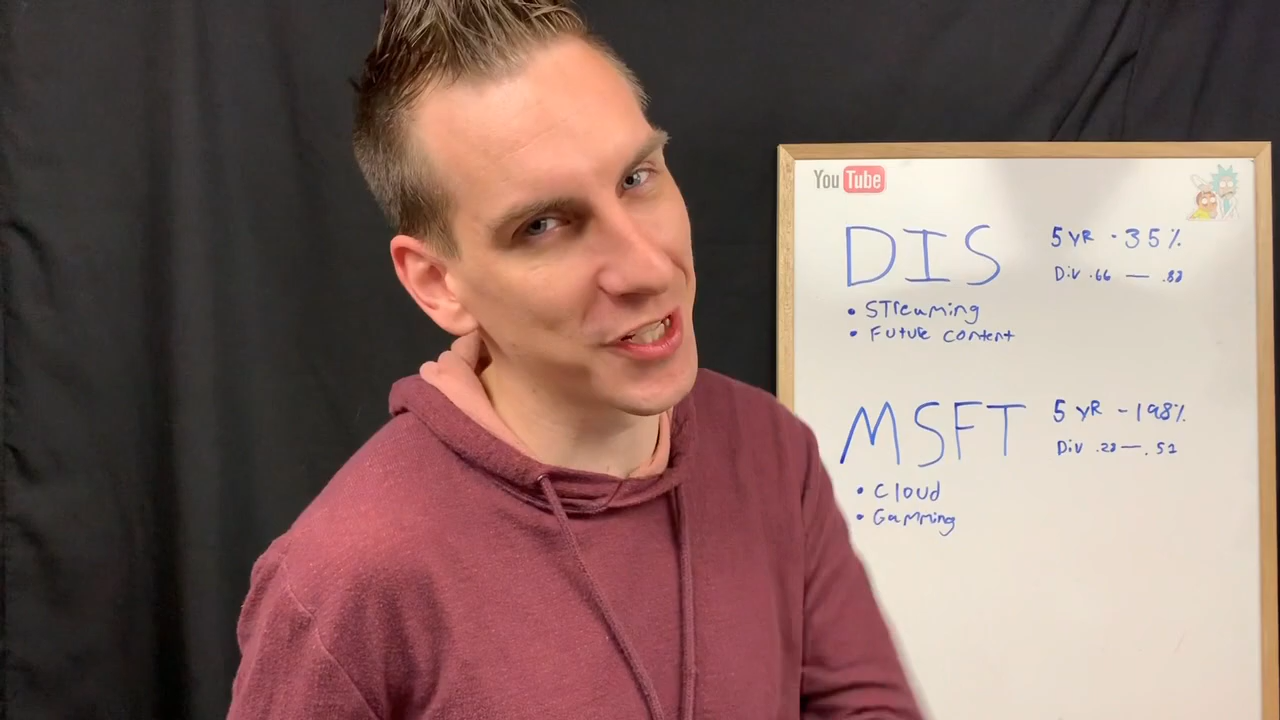 YouTube
DIS
5 YR - 35%
Div .66 — .88
• STreaming
• Future content
MSFT
5 YR - 198%
Div .23 — .51
• Cloud
• Gamming